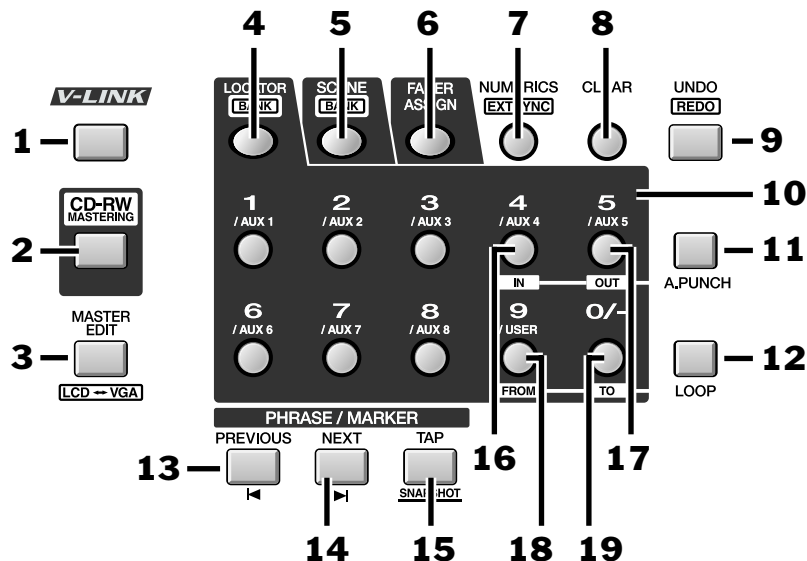 4 5 6 7 8
V-LINK
LOCATOR SCENE FADER NUMERICS CLEAR UNDO
BANK BANK ASSIGN EXT SYNC REDO
1 9
CD-RW
MASTERING
2
10
1 2 3 4 5
/ AUX 1 / AUX 2 / AUX 3 / AUX 4 / AUX 5
11
IN OUT A.PUNCH
MASTER
EDIT
3
LCD ↔ VGA
6 7 8 9 0/-
/ AUX 6 / AUX 7 / AUX 8 / USER
12
FROM TO LOOP
PHRASE / MARKER
PREVIOUS NEXT TAP
13 16 17
SNAPSHOT
14 15 18 19